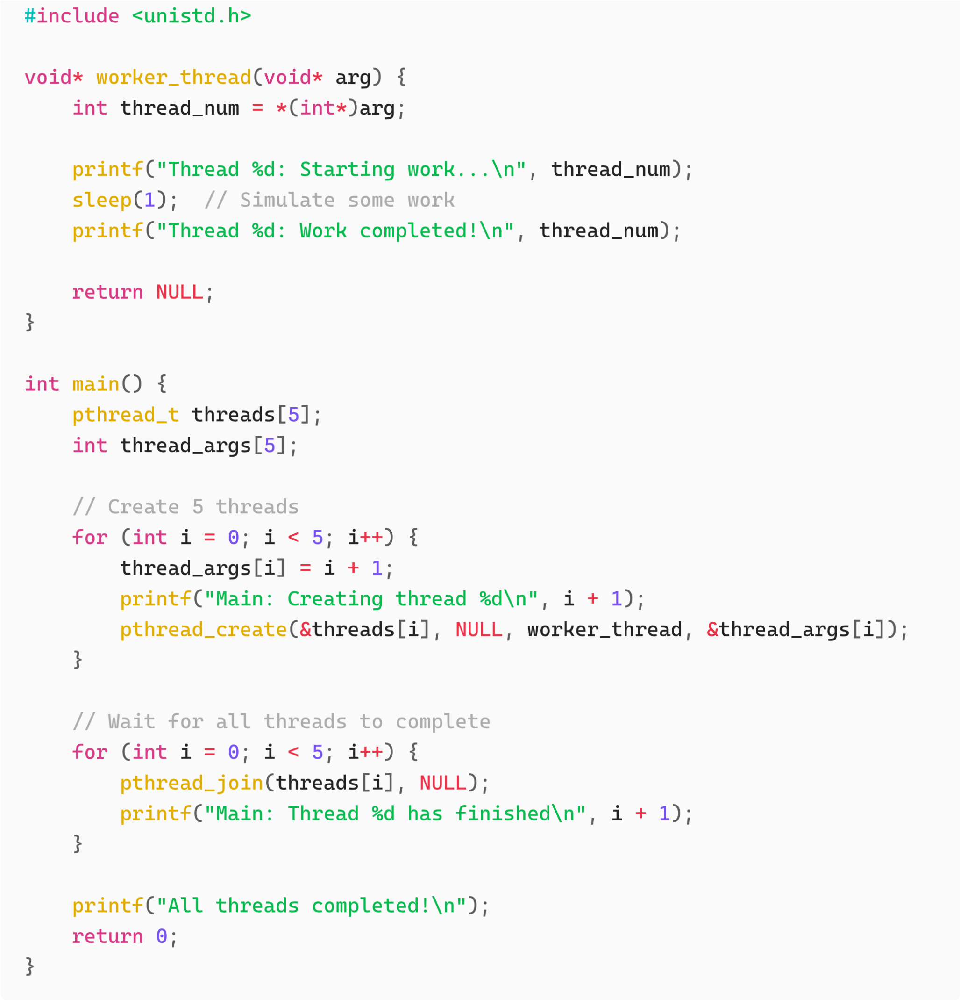 #include <unistd.h>

void* worker_thread(void* arg) {
    int thread_num = *(int*)arg;

    printf("Thread %d: Starting work...\n", thread_num);
    sleep(1);  // Simulate some work
    printf("Thread %d: Work completed!\n", thread_num);

    return NULL;
}

int main() {
    pthread_t threads[5];
    int thread_args[5];

    // Create 5 threads
    for (int i = 0; i < 5; i++) {
        thread_args[i] = i + 1;
        printf("Main: Creating thread %d\n", i + 1);
        pthread_create(&threads[i], NULL, worker_thread, &thread_args[i]);
    }

    // Wait for all threads to complete
    for (int i = 0; i < 5; i++) {
        pthread_join(threads[i], NULL);
        printf("Main: Thread %d has finished\n", i + 1);
    }

    printf("All threads completed!\n");
    return 0;
}